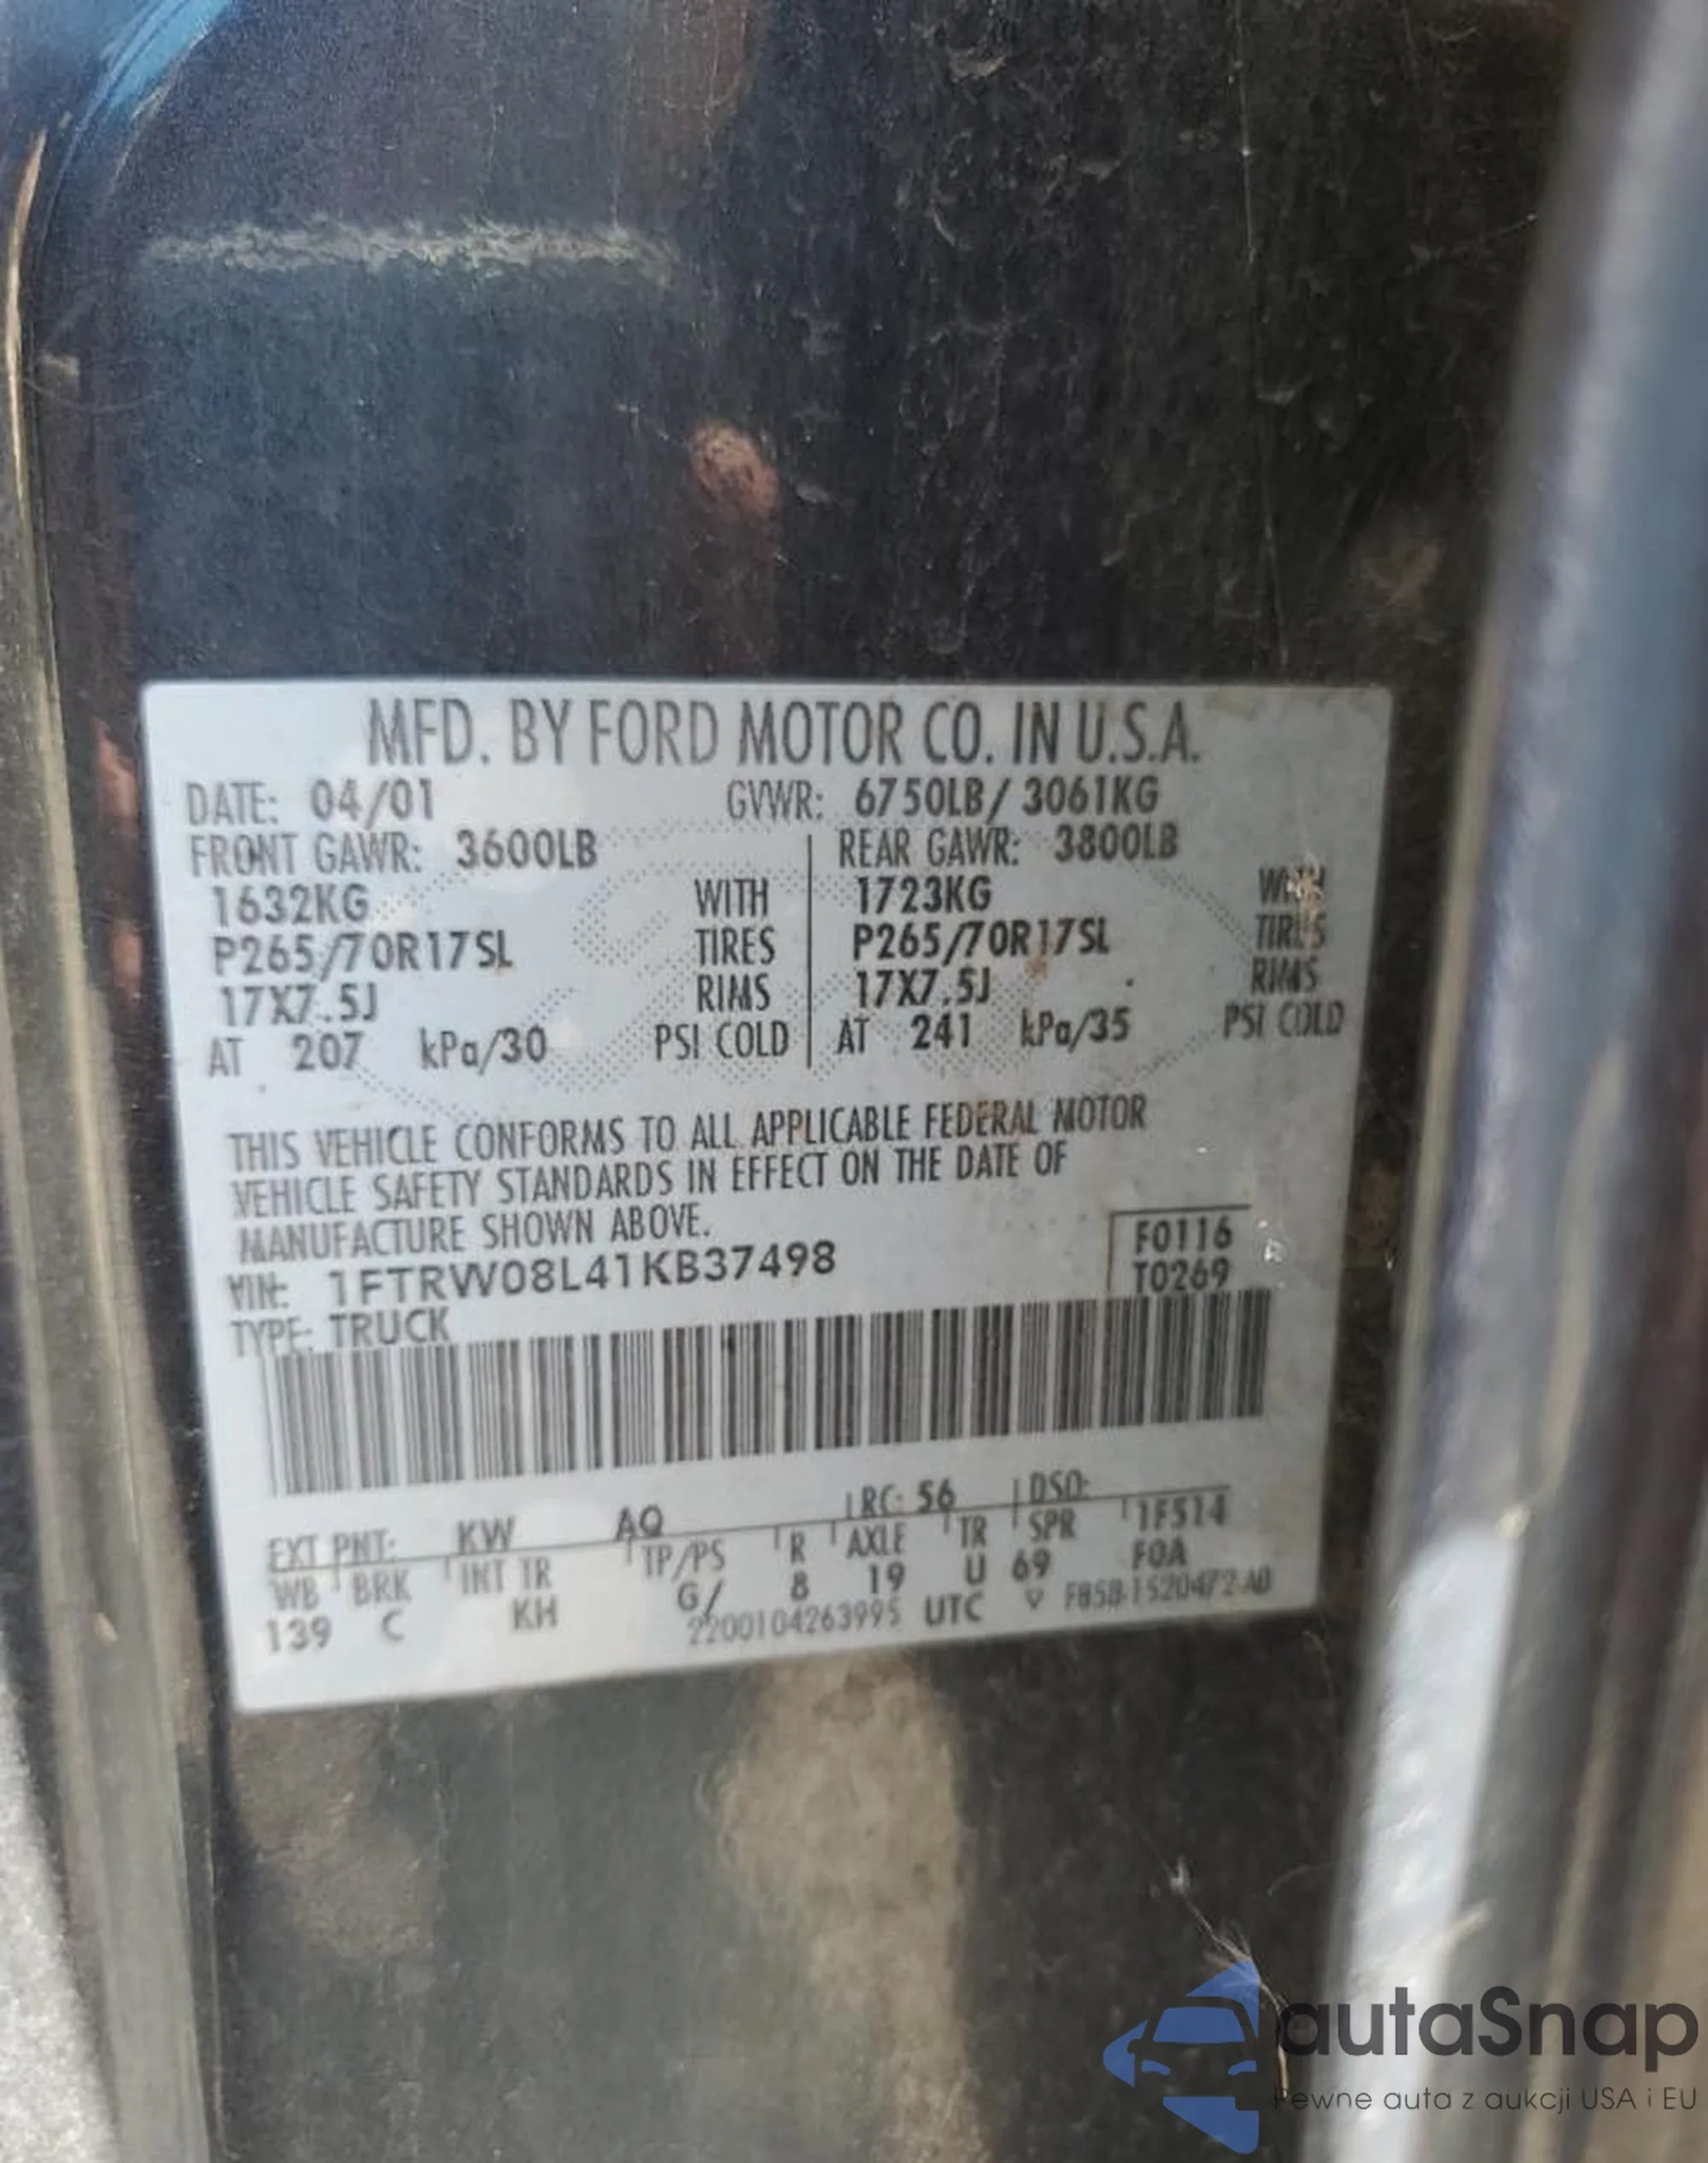 MFD. BY FORD MOTOR CO. IN U.S.A.
DATE: 04/01 GVWR: 6750LB/ 3061KG
FRONT GAWR: 3600LB REAR GAWR: 3800LB
1632KG WITH 1723KG WITH
P265/70R17SL TIRES P265/70R17SL TIRES
17X7.5J RIMS 17X7.5J RIMS
AT 207 kPa/30 PSI COLD AT 241 kPa/35 PSI COLD
THIS VEHICLE CONFORMS TO ALL APPLICABLE FEDERAL MOTOR
VEHICLE SAFETY STANDARDS IN EFFECT ON THE DATE OF
MANUFACTURE SHOWN ABOVE.
VIN: 1FTRW08L41KB37498
F0116
T0269
TYPE: TRUCK
EXT PNT: KW AQ RC: 56 DSO:
WB BRK INT TR TP/PS R AXLE TR SPR 1F514
139 C KH G/ 8 19 U 69 FOA
2200104263995 UTC ▽ F85B-1520472-AD
autaSnap
Pewne auta z aukcji USA i EU